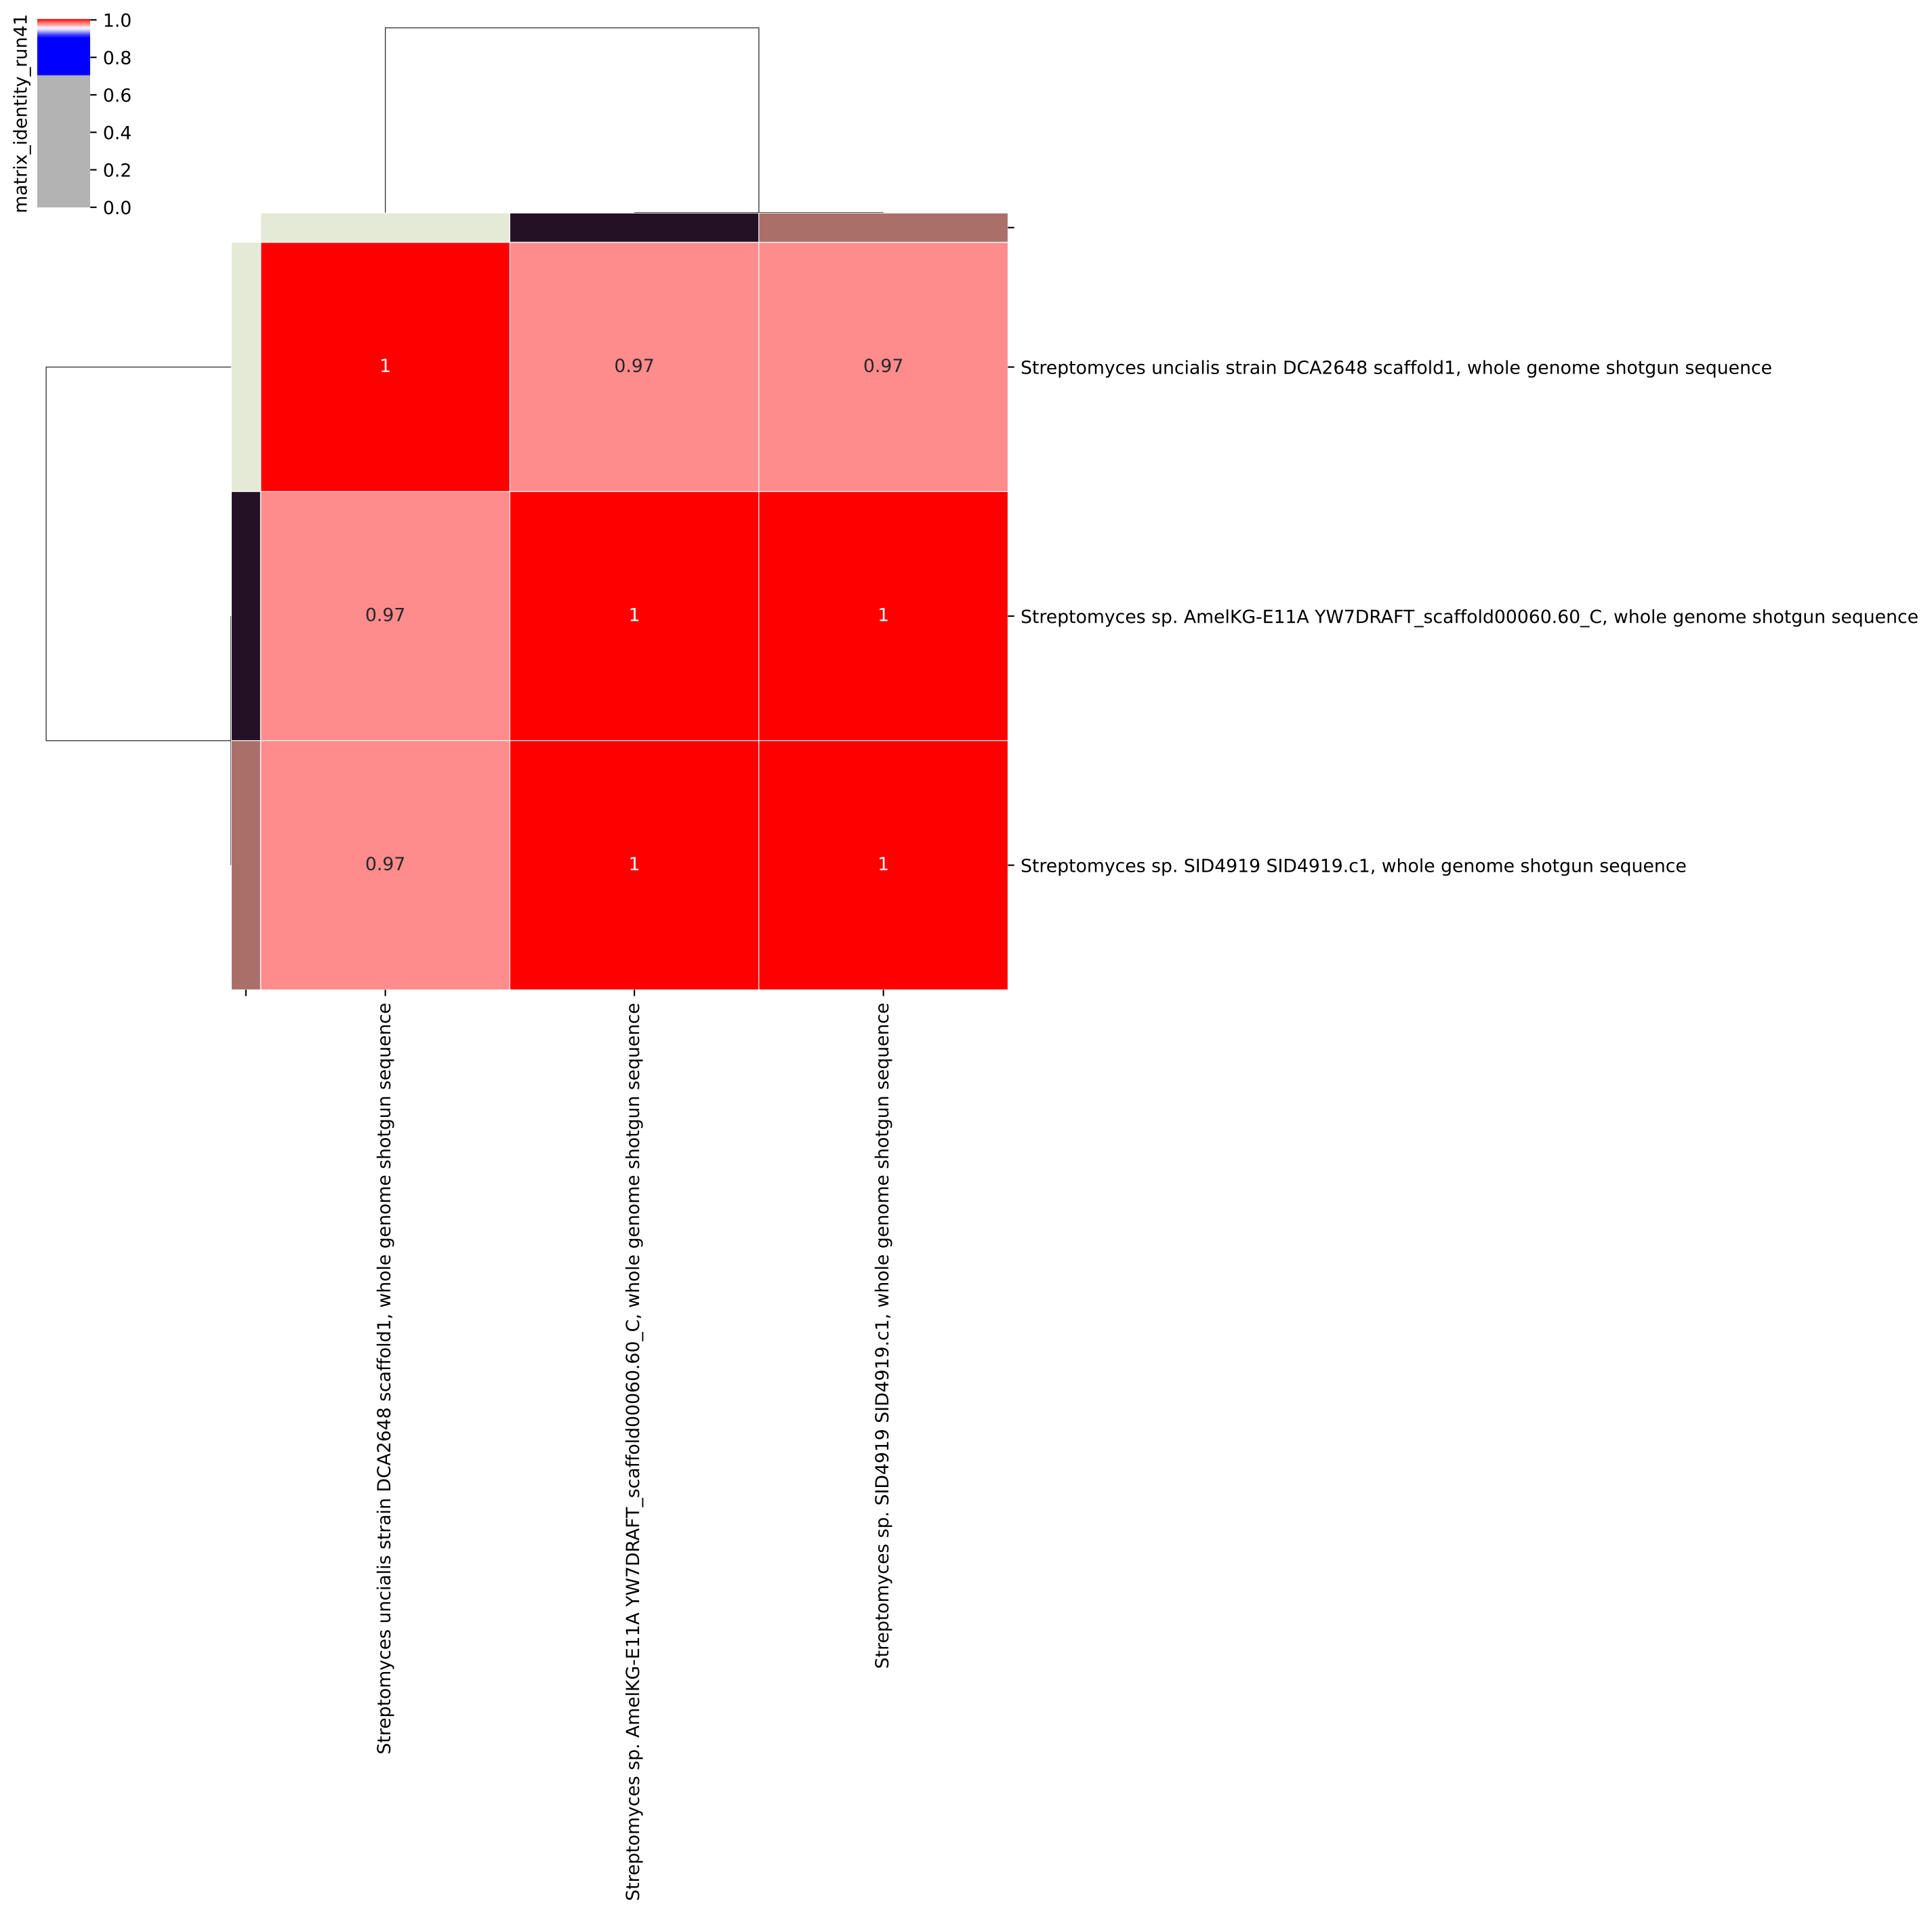 matrix_identity_run41
1.0
0.8
0.6
0.4
0.2
0.0
1 0.97 0.97
Streptomyces uncialis strain DCA2648 scaffold1, whole genome shotgun sequence
0.97 1 1
Streptomyces sp. AmelKG-E11A YW7DRAFT_scaffold00060.60_C, whole genome shotgun sequence
0.97 1 1
Streptomyces sp. SID4919 SID4919.c1, whole genome shotgun sequence
Streptomyces uncialis strain DCA2648 scaffold1, whole genome shotgun sequence
Streptomyces sp. AmelKG-E11A YW7DRAFT_scaffold00060.60_C, whole genome shotgun sequence
Streptomyces sp. SID4919 SID4919.c1, whole genome shotgun sequence